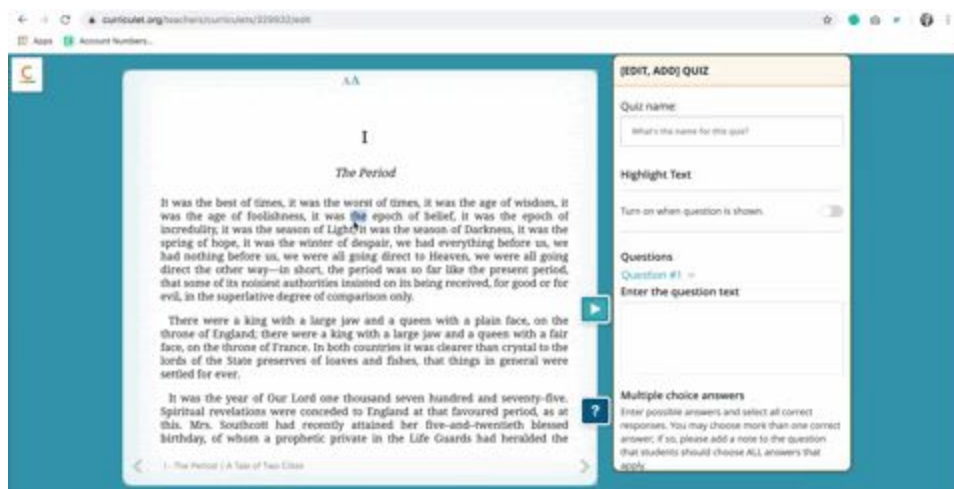 curriculet.org/teachers/curriculets/329932/edit
Apps
Account Numbers...
C
AA
I
The Period
It was the best of times, it was the worst of times, it was the age of wisdom, it
was the age of foolishness, it was the epoch of belief, it was the epoch of
incredulity, it was the season of Light, it was the season of Darkness, it was the
spring of hope, it was the winter of despair, we had everything before us, we
had nothing before us, we were all going direct to Heaven, we were all going
direct the other way—in short, the period was so far like the present period,
that some of its noisiest authorities insisted on its being received, for good or for
evil, in the superlative degree of comparison only.
There were a king with a large jaw and a queen with a plain face, on the
throne of England; there were a king with a large jaw and a queen with a fair
face, on the throne of France. In both countries it was clearer than crystal to the
lords of the State preserves of loaves and fishes, that things in general were
settled for ever.
It was the year of Our Lord one thousand seven hundred and seventy-five.
Spiritual revelations were conceded to England at that favoured period, as at
this. Mrs. Southcott had recently attained her five-and-twentieth blessed
birthday, of whom a prophetic private in the Life Guards had heralded the
1. The Period | A Tale of Two Cities
?
[EDIT, ADD] QUIZ
Quiz name:
What's the name for this quiz?
Highlight Text
Turn on when question is shown.
Questions
Question #1
Enter the question text
Multiple choice answers
Enter possible answers and select all correct
responses. You may choose more than one correct
answer; if so, please add a note to the question
that students should choose ALL answers that
apply.